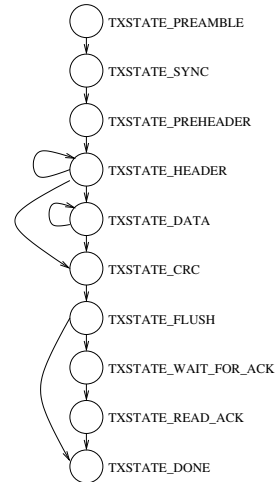 TXSTATE_PREAMBLE
TXSTATE_SYNC
TXSTATE_PREHEADER
TXSTATE_HEADER
TXSTATE_DATA
TXSTATE_CRC
TXSTATE_FLUSH
TXSTATE_WAIT_FOR_ACK
TXSTATE_READ_ACK
TXSTATE_DONE